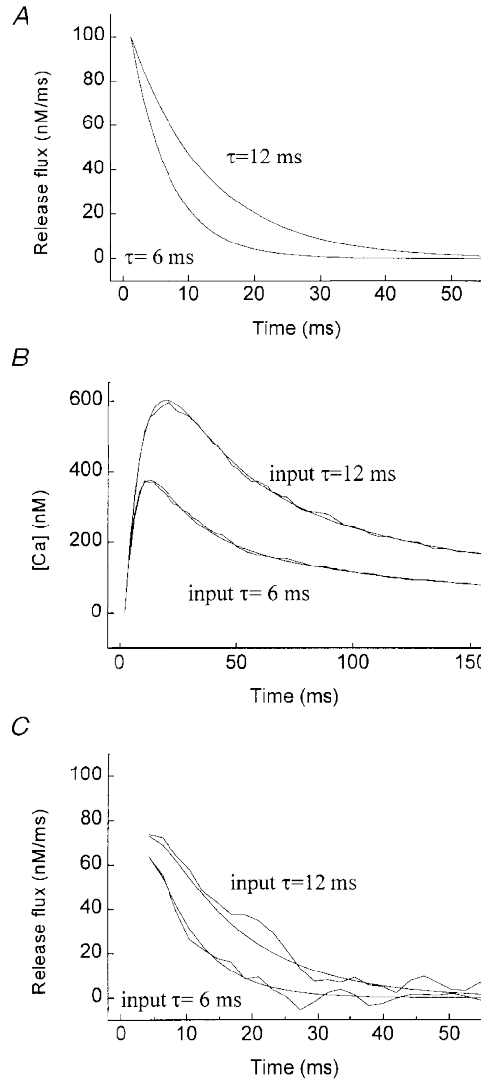 A
Release flux (nM/ms)
100
80
60
40
20
0
τ=12 ms
τ= 6 ms
0 10 20 30 40 50
Time (ms)
B
[Ca] (nM)
600
400
200
0
input τ=12 ms
input τ= 6 ms
0 50 100 150
Time (ms)
C
Release flux (nM/ms)
100
80
60
40
20
0
input τ=12 ms
input τ= 6 ms
0 10 20 30 40 50
Time (ms)